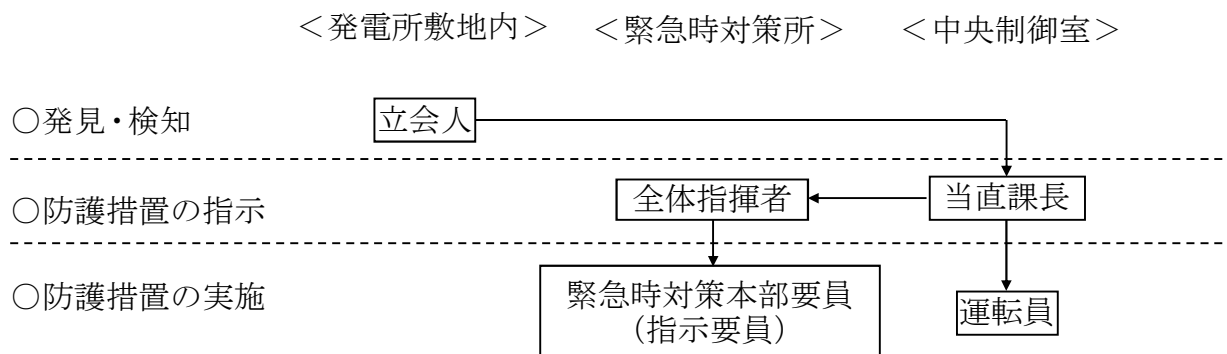 ＜発電所敷地内＞ ＜緊急時対策所＞ ＜中央制御室＞
○発見・検知 立会人
○防護措置の指示 全体指揮者 当直課長
○防護措置の実施 緊急時対策本部要員
（指示要員） 運転員